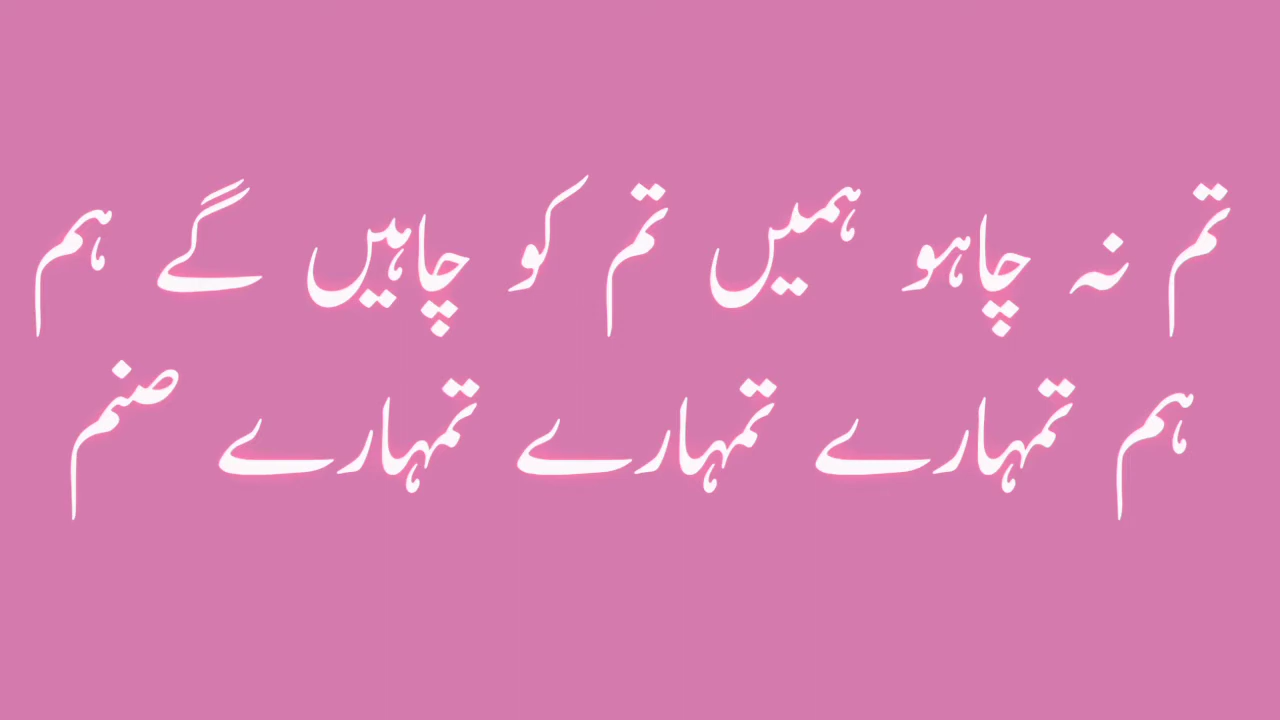 تم نہ چاہو ہمیں تم کو چاہیں گے ہم
ہم تمہارے تمہارے تمہارے صنم